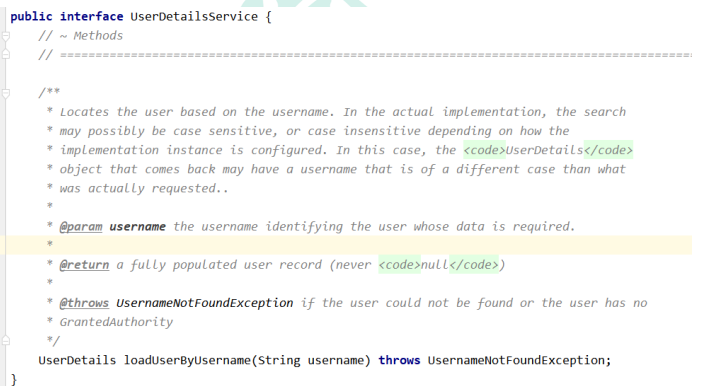 public interface UserDetailsService {
// ~ Methods
// ========================================================================================
/**
* Locates the user based on the username. In the actual implementation, the search
* may possibly be case sensitive, or case insensitive depending on how the
* implementation instance is configured. In this case, the <code>UserDetails</code>
* object that comes back may have a username that is of a different case than what
* was actually requested..
*
* @param username the username identifying the user whose data is required.
*
* @return a fully populated user record (never <code>null</code>)
*
* @throws UsernameNotFoundException if the user could not be found or the user has no
* GrantedAuthority
*/
UserDetails loadUserByUsername(String username) throws UsernameNotFoundException;
}